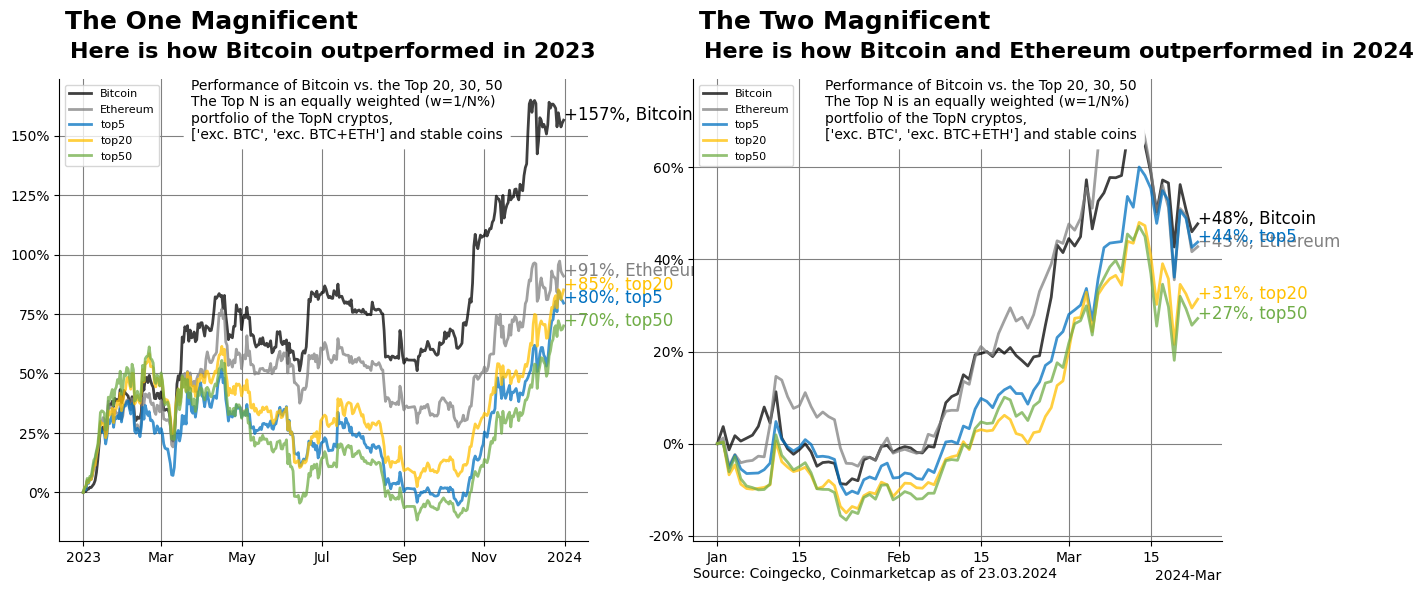 The One Magnificent
Here is how Bitcoin outperformed in 2023
Performance of Bitcoin vs. the Top 20, 30, 50
The Top N is an equally weighted (w=1/N%)
portfolio of the TopN cryptos,
['exc. BTC', 'exc. BTC+ETH'] and stable coins
Bitcoin
Ethereum
top5
top20
top50
150%
125%
100%
75%
50%
25%
0%
+157%, Bitcoin
+91%, Ethereum
+85%, top20
+80%, top5
+70%, top50
2023
Mar
May
Jul
Sep
Nov
2024
The Two Magnificent
Here is how Bitcoin and Ethereum outperformed in 2024
Performance of Bitcoin vs. the Top 20, 30, 50
The Top N is an equally weighted (w=1/N%)
portfolio of the TopN cryptos,
['exc. BTC', 'exc. BTC+ETH'] and stable coins
Bitcoin
Ethereum
top5
top20
top50
60%
40%
20%
0%
-20%
+48%, Bitcoin
+44%, top5
Ethereum
+31%, top20
+27%, top50
Jan
15
Feb
15
Mar
15
2024-Mar
Source: Coingecko, Coinmarketcap as of 23.03.2024